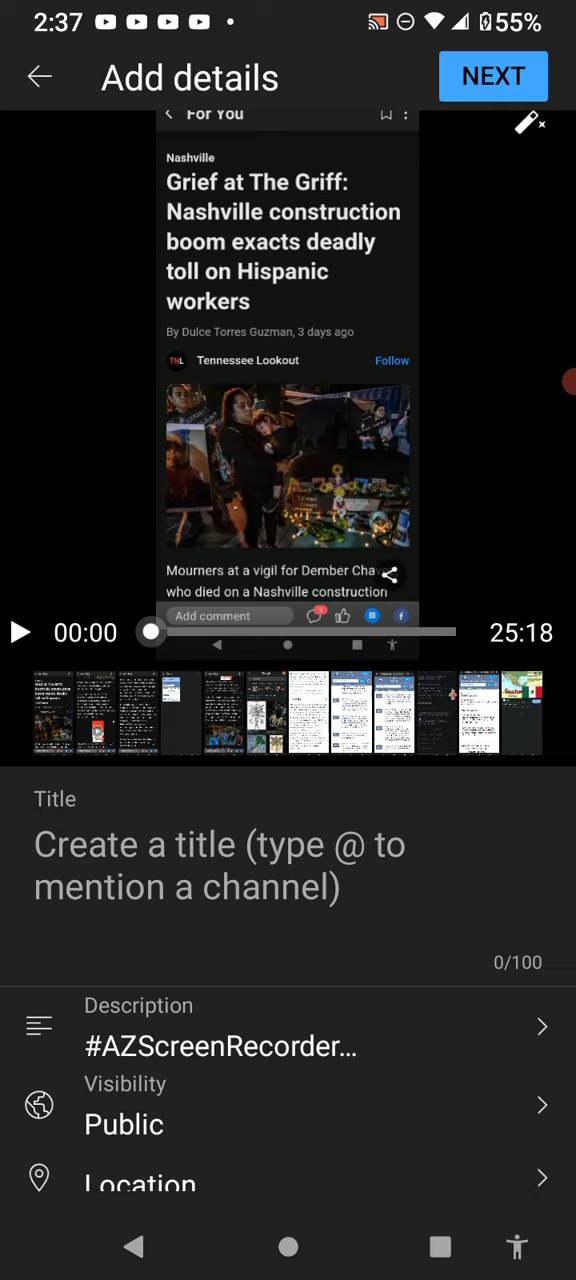 2:37 55%
Add details NEXT
For You
Nashville
Grief at The Griff:
Nashville construction
boom exacts deadly
toll on Hispanic
workers
By Dulce Torres Guzman, 3 days ago
TNL Tennessee Lookout Follow
Mourners at a vigil for Dember Chav
who died on a Nashville construction
Add comment 3
00:00 25:18
Title
Create a title (type @ to
mention a channel)
0/100
Description
#AZScreenRecorder...
Visibility
Public
Location